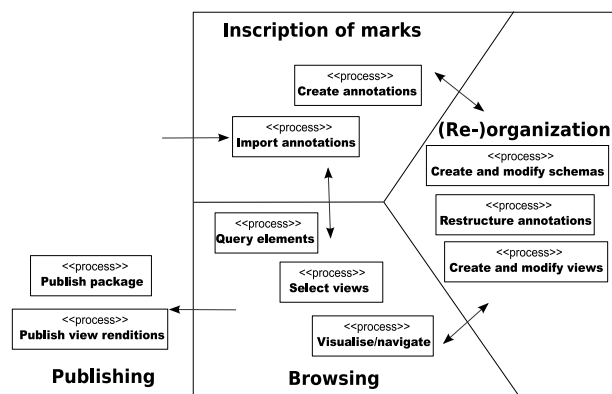 Inscription of marks
<<process>>
Create annotations
<<process>>
Import annotations
(Re-)organization
<<process>>
Create and modify schemas
<<process>>
Restructure annotations
<<process>>
Create and modify views
<<process>>
Query elements
<<process>>
Select views
<<process>>
Visualise/navigate
Browsing
<<process>>
Publish package
<<process>>
Publish view renditions
Publishing